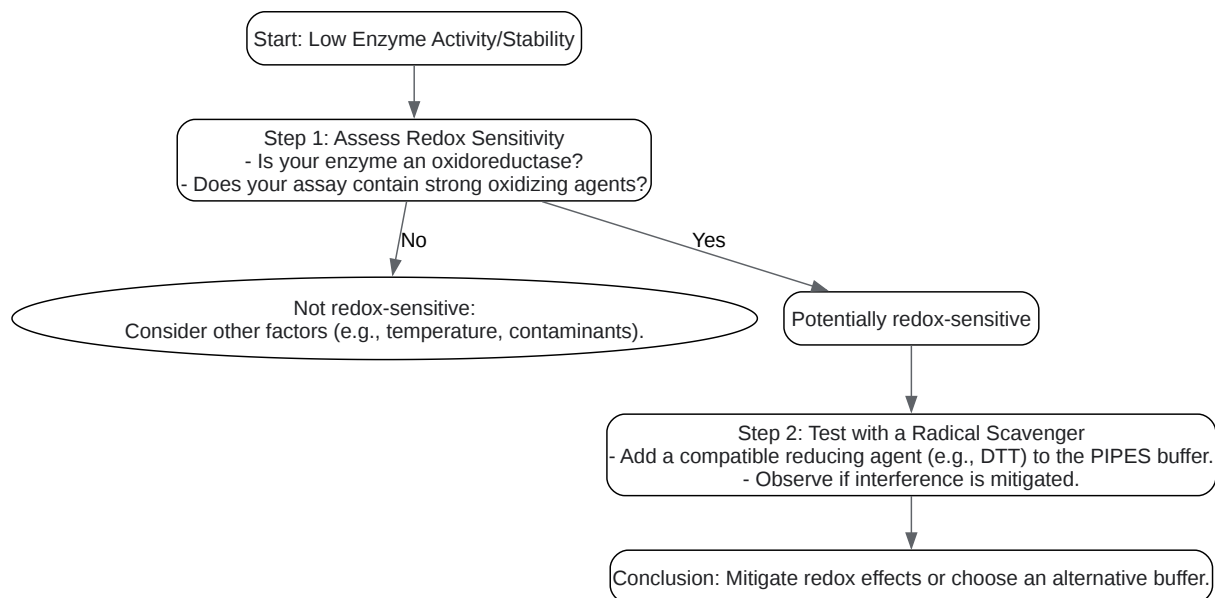 Start: Low Enzyme Activity/Stability
Step 1: Assess Redox Sensitivity
- Is your enzyme an oxidoreductase?
- Does your assay contain strong oxidizing agents?
No
Yes
Not redox-sensitive:
Consider other factors (e.g., temperature, contaminants).
Potentially redox-sensitive
Step 2: Test with a Radical Scavenger
- Add a compatible reducing agent (e.g., DTT) to the PIPES buffer.
- Observe if interference is mitigated.
Conclusion: Mitigate redox effects or choose an alternative buffer.